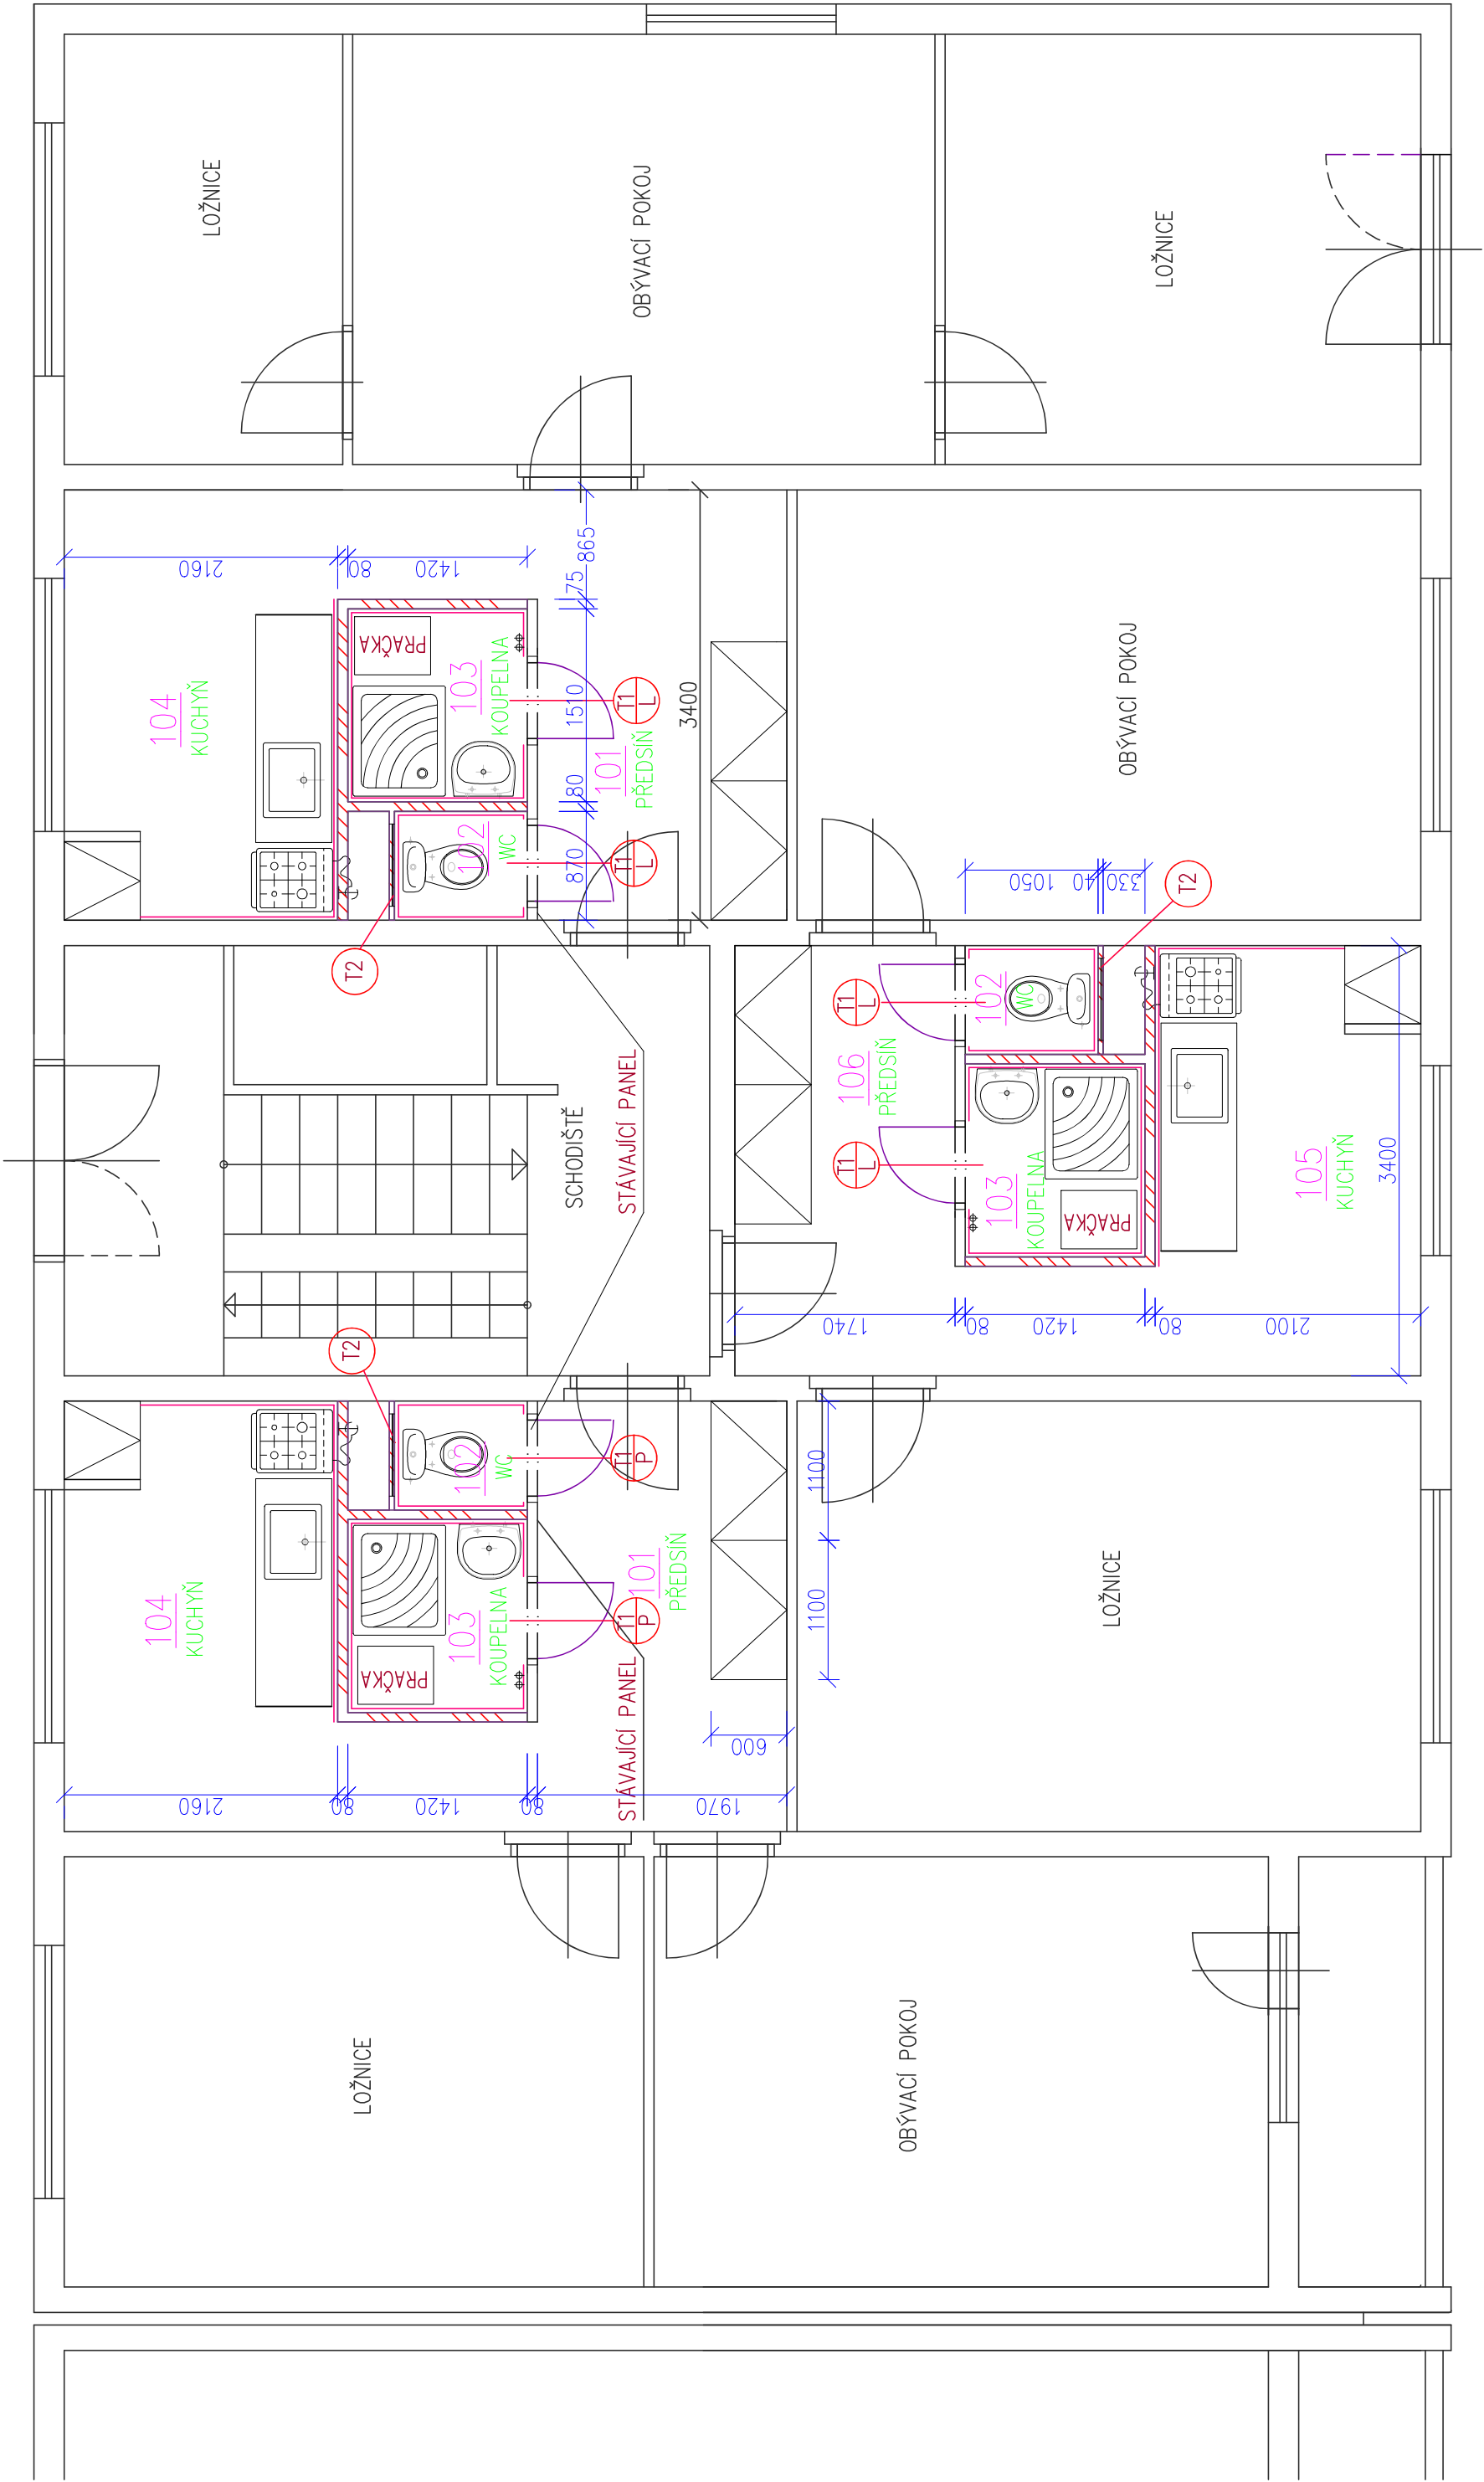 LOŽNICE
OBÝVACÍ POKOJ
LOŽNICE
2160
80
1420
865
75
1510
80
870
3400
104
KUCHYŇ
PRAČKA
103
KOUPELNA
T1
L
101
PŘEDSÍŇ
102
WC
T1
L
T2
OBÝVACÍ POKOJ
1050
40
330
T2
SCHODIŠTĚ
STÁVAJÍCÍ PANEL
T1
L
102
WC
106
PŘEDSÍŇ
T1
L
103
KOUPELNA
PRAČKA
105
KUCHYŇ
3400
1740
80
1420
80
2100
T2
104
KUCHYŇ
102
WC
T1
P
103
KOUPELNA
PRAČKA
T1
P
101
PŘEDSÍŇ
STÁVAJÍCÍ PANEL
1100
1100
600
LOŽNICE
2160
80
1420
80
1970
LOŽNICE
OBÝVACÍ POKOJ